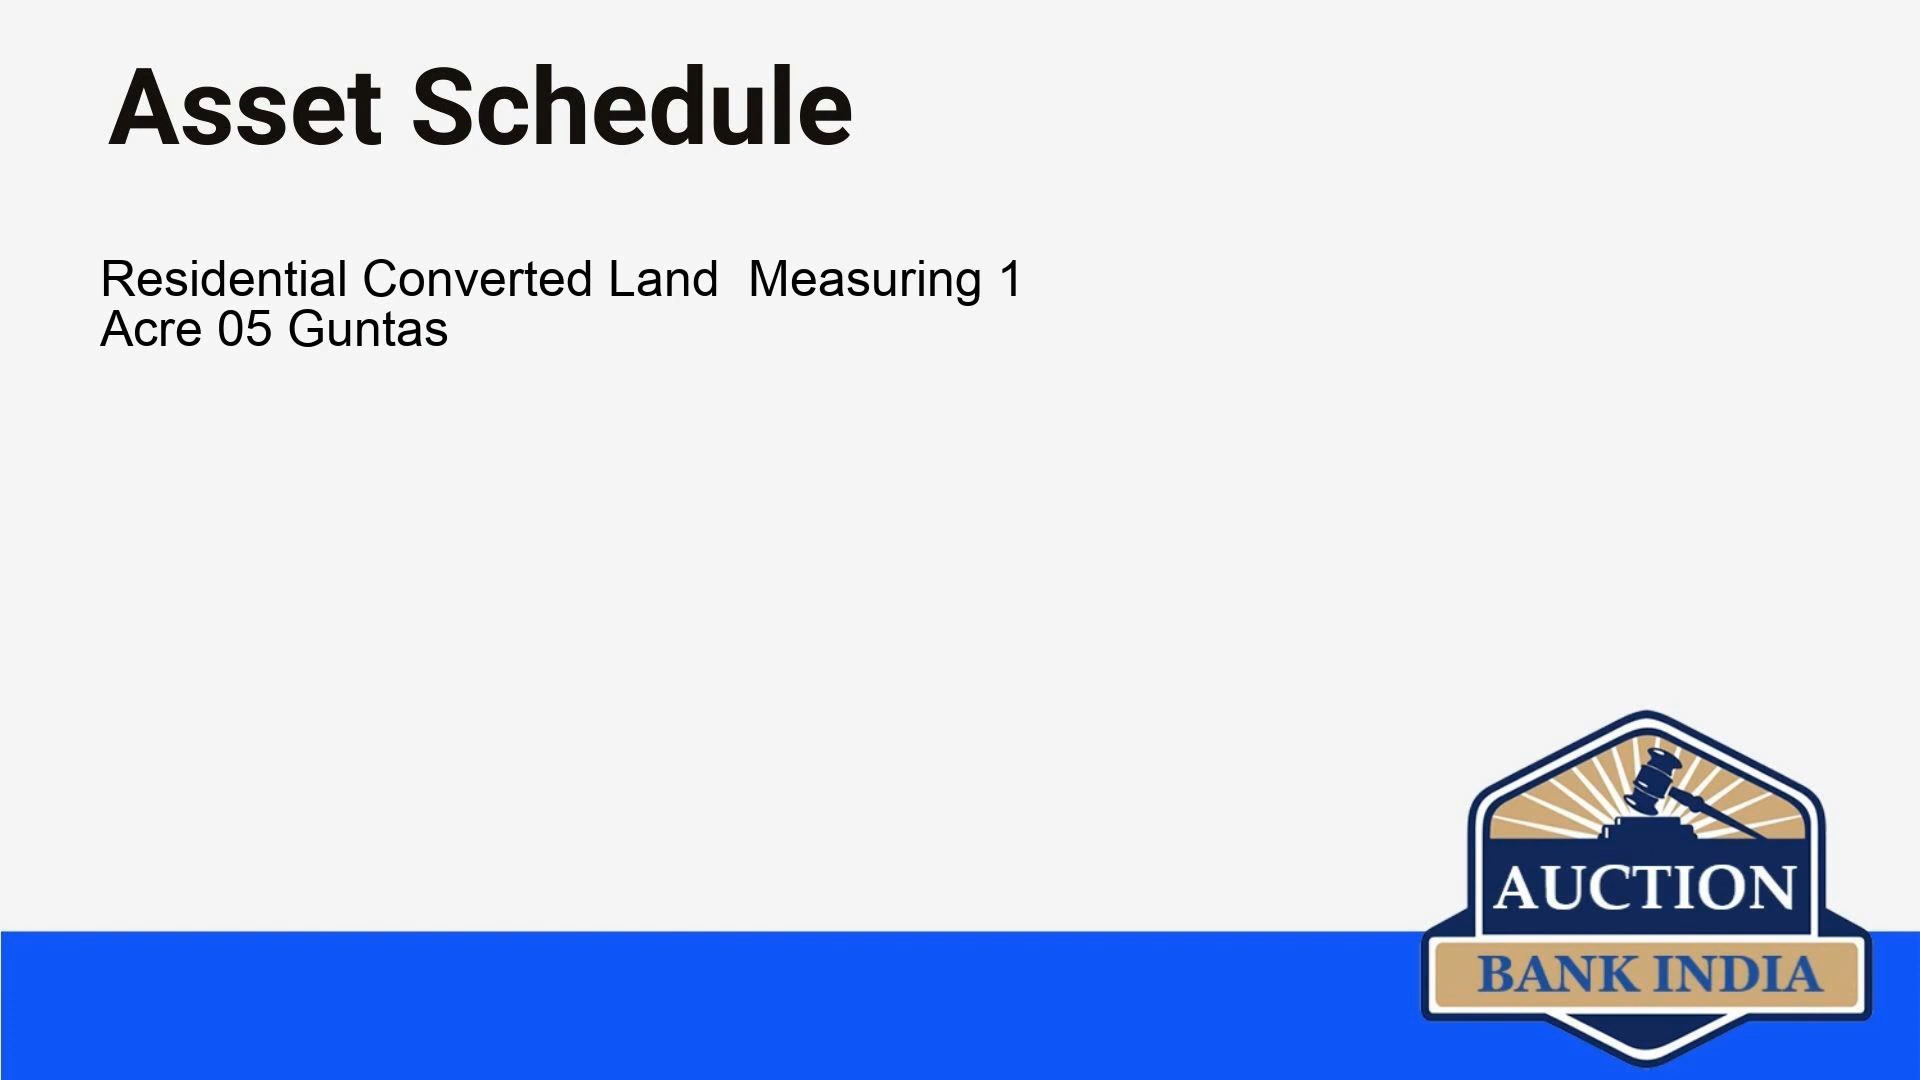 Asset Schedule
Residential Converted Land  Measuring 1
Acre 05 Guntas
AUCTION
BANK INDIA